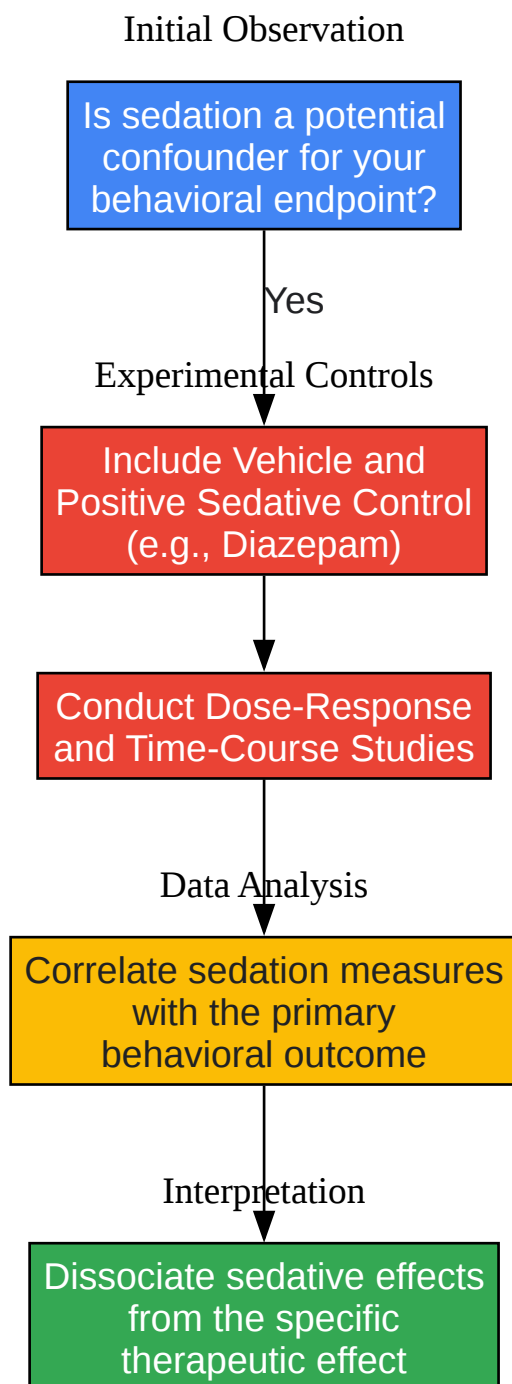 Initial Observation
Is sedation a potential
confounder for your
behavioral endpoint?
Yes
Experimental Controls
Include Vehicle and
Positive Sedative Control
(e.g., Diazepam)
Conduct Dose-Response
and Time-Course Studies
Data Analysis
Correlate sedation measures
with the primary
behavioral outcome
Interpretation
Dissociate sedative effects
from the specific
therapeutic effect